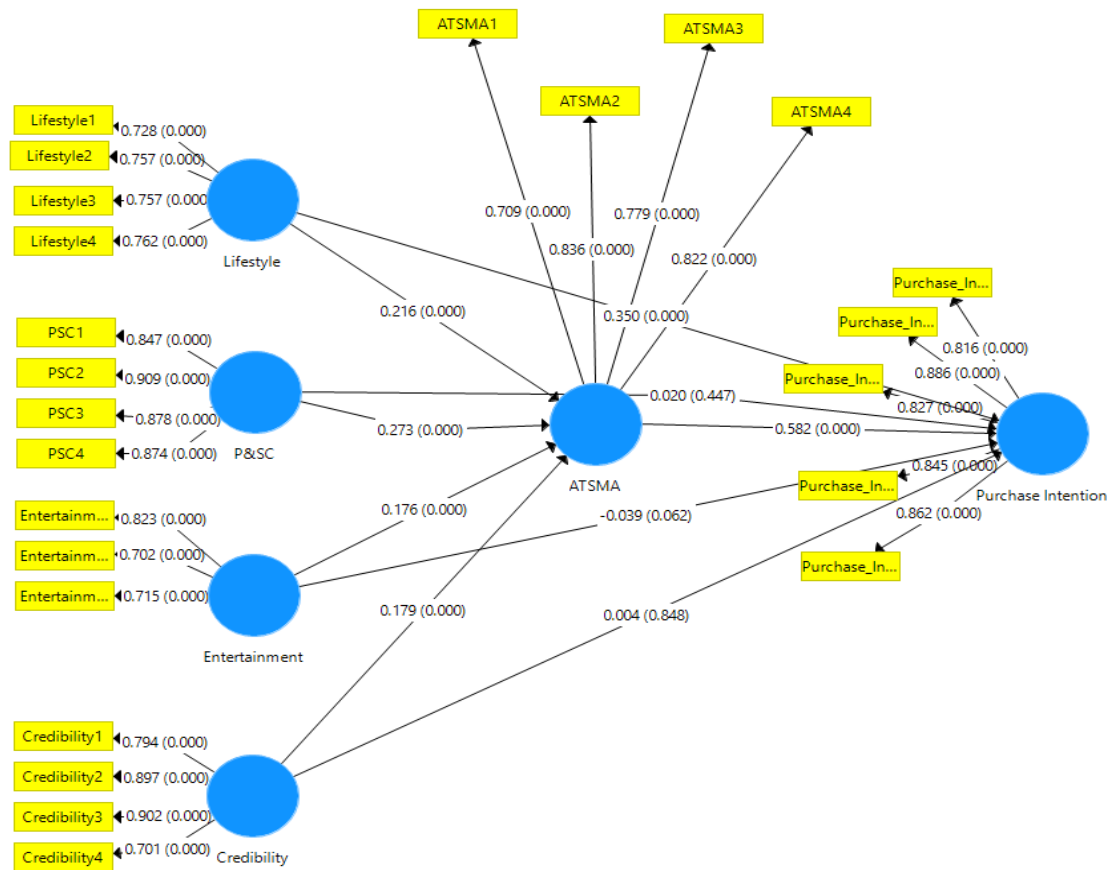 ATSMA1
ATSMA3
ATSMA2
ATSMA4
Lifestyle1
0.728 (0.000)
Lifestyle2
0.757 (0.000)
Lifestyle3
0.757 (0.000)
Lifestyle4
0.762 (0.000)
Lifestyle
0.709 (0.000)
0.779 (0.000)
0.836 (0.000)
0.822 (0.000)
Purchase_In...
Purchase_In...
0.216 (0.000)
0.350 (0.000)
PSC1
0.847 (0.000)
PSC2
0.909 (0.000)
PSC3
0.878 (0.000)
PSC4
0.874 (0.000)
P&SC
0.816 (0.000)
0.886 (0.000)
Purchase_In...
0.020 (0.447)
0.827 (0.000)
0.273 (0.000)
0.582 (0.000)
ATSMA
0.845 (0.000)
Purchase_In...
Purchase Intention
Entertainm...
0.823 (0.000)
Entertainm...
0.702 (0.000)
Entertainm...
0.715 (0.000)
Entertainment
0.176 (0.000)
-0.039 (0.062)
0.862 (0.000)
Purchase_In...
0.179 (0.000)
0.004 (0.848)
Credibility1
0.794 (0.000)
Credibility2
0.897 (0.000)
Credibility3
0.902 (0.000)
Credibility4
0.701 (0.000)
Credibility